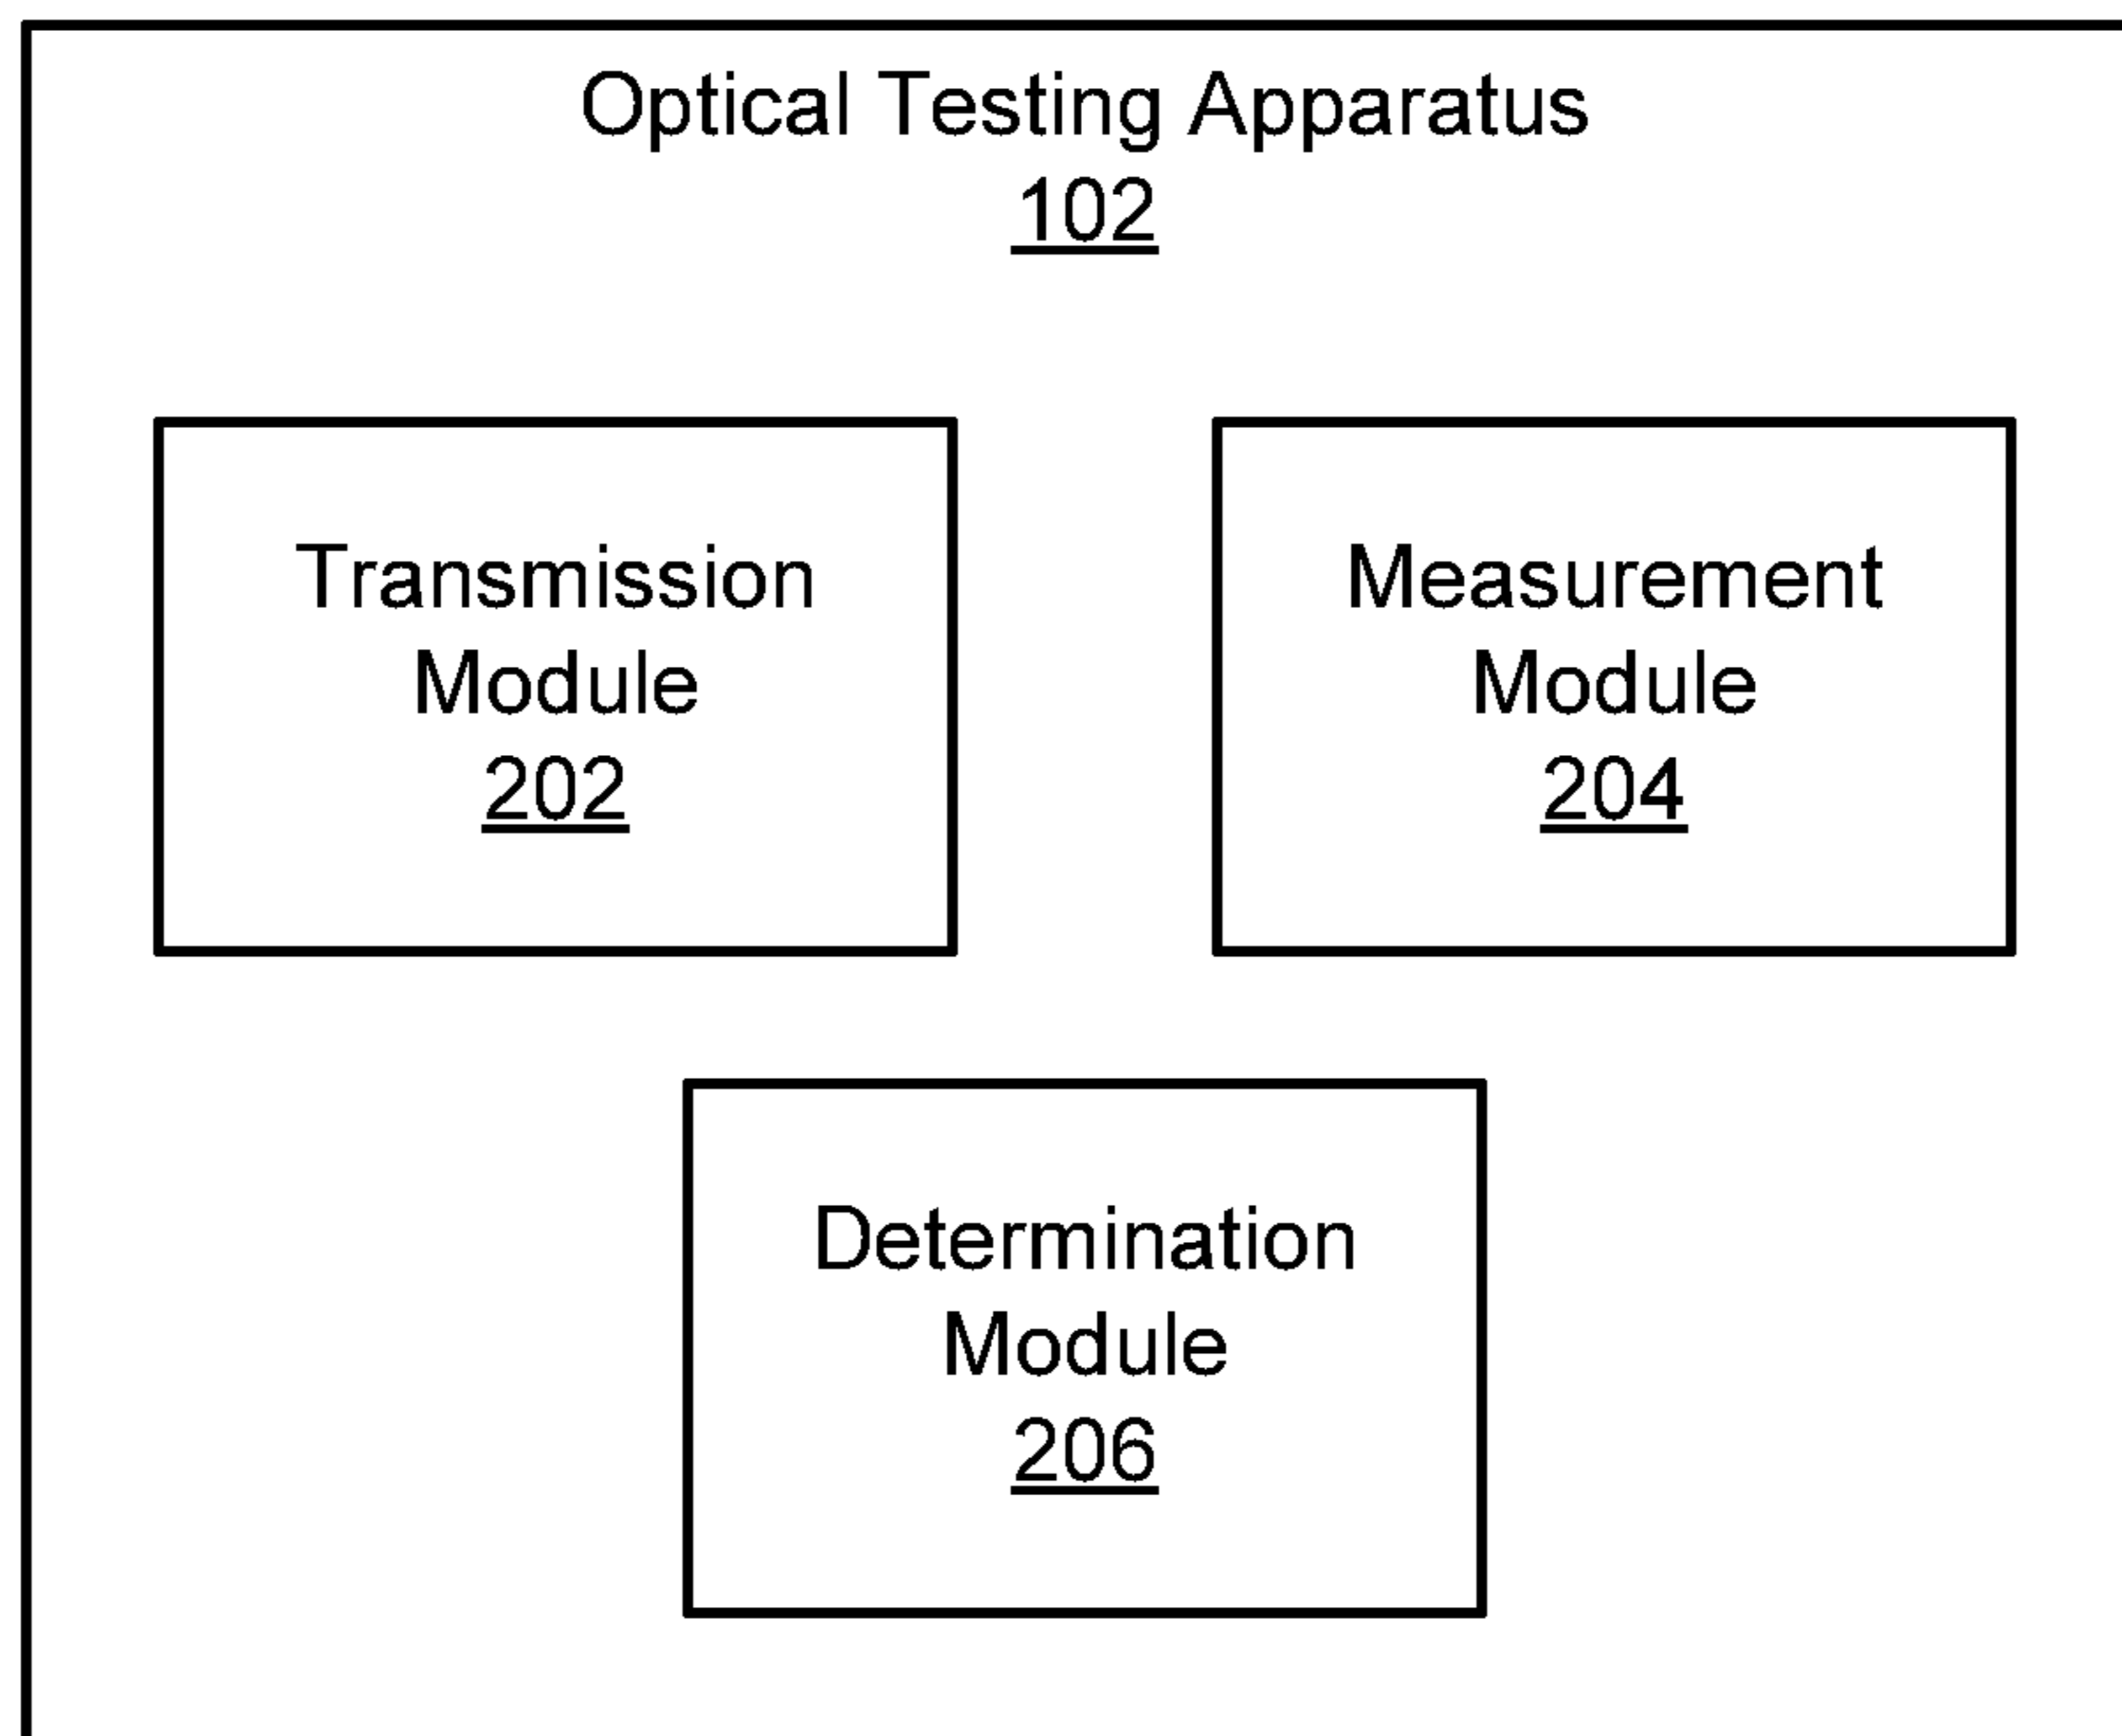 Optical Testing Apparatus
102
Transmission
Module
202
Measurement
Module
204
Determination
Module
206